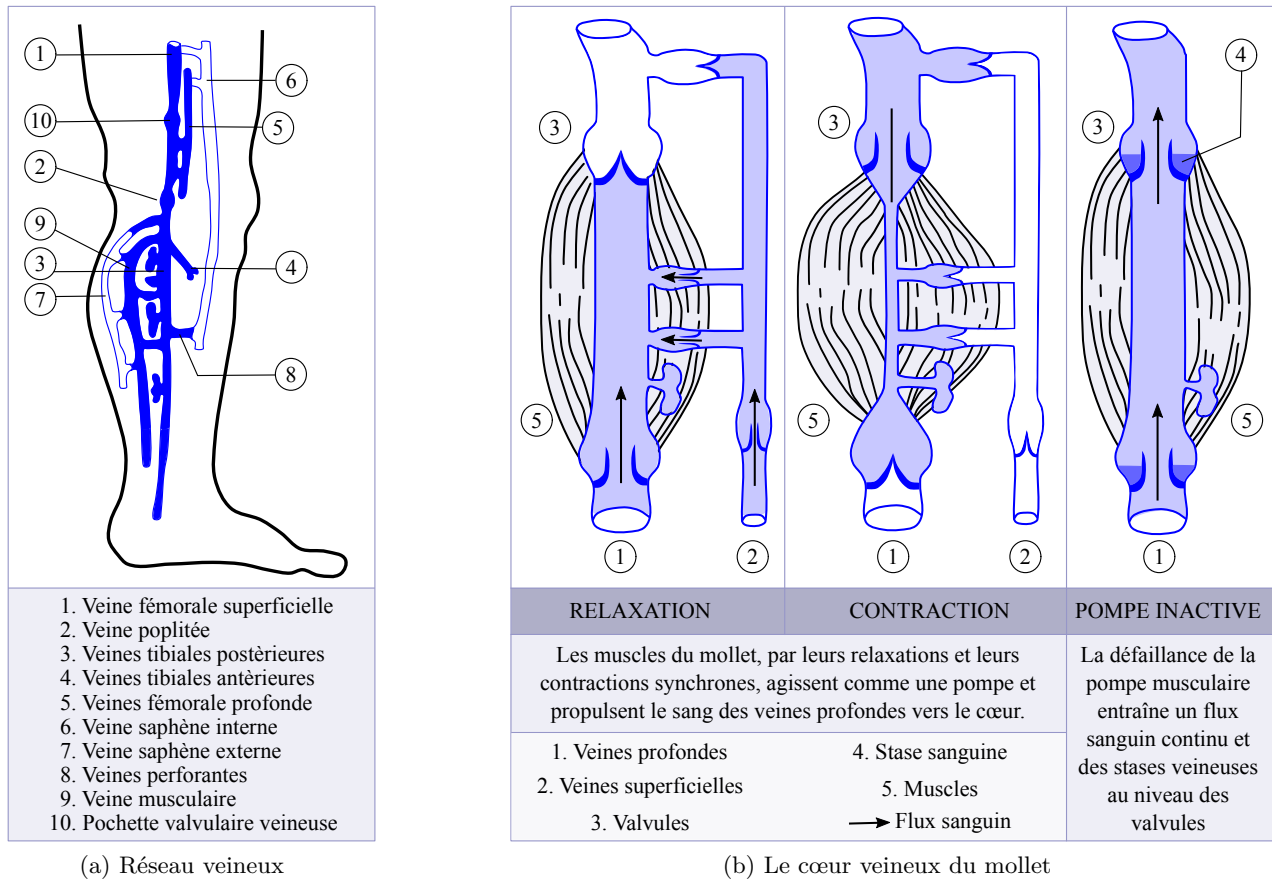 1
10
2
9
3
7
6
5
4
8
1. Veine fémorale superficielle
2. Veine poplitée
3. Veines tibiales postèrieures
4. Veines tibiales antèrieures
5. Veines fémorale profonde
6. Veine saphène interne
7. Veine saphène externe
8. Veines perforantes
9. Veine musculaire
10. Pochette valvulaire veineuse
(a) Réseau veineux
3
5
1
2
3
5
1
2
4
3
5
1
RELAXATION
CONTRACTION
POMPE INACTIVE
Les muscles du mollet, par leurs relaxations et leurs
contractions synchrones, agissent comme une pompe et
propulsent le sang des veines profondes vers le cœur.
1. Veines profondes
2. Veines superficielles
3. Valvules
4. Stase sanguine
5. Muscles
Flux sanguin
La défaillance de la
pompe musculaire
entraîne un flux
sanguin continu et
des stases veineuses
au niveau des
valvules
(b) Le cœur veineux du mollet